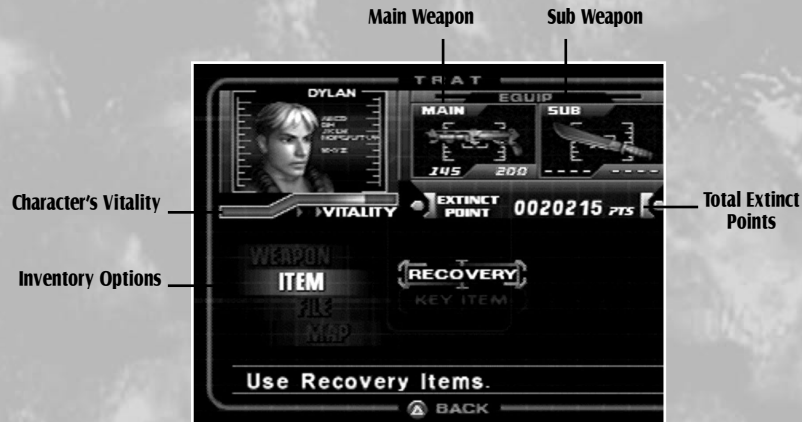 Main Weapon
Sub Weapon
TRAT
DYLAN
EQUIP
MAIN
SUB
ABCD
145 200
---- ----
Character's Vitality
VITALITY
EXTINCT POINT 0020215 PTS
Total Extinct Points
Inventory Options
WEAPON
ITEM
FILE
MAP
RECOVERY
KEY ITEM
Use Recovery Items.
BACK